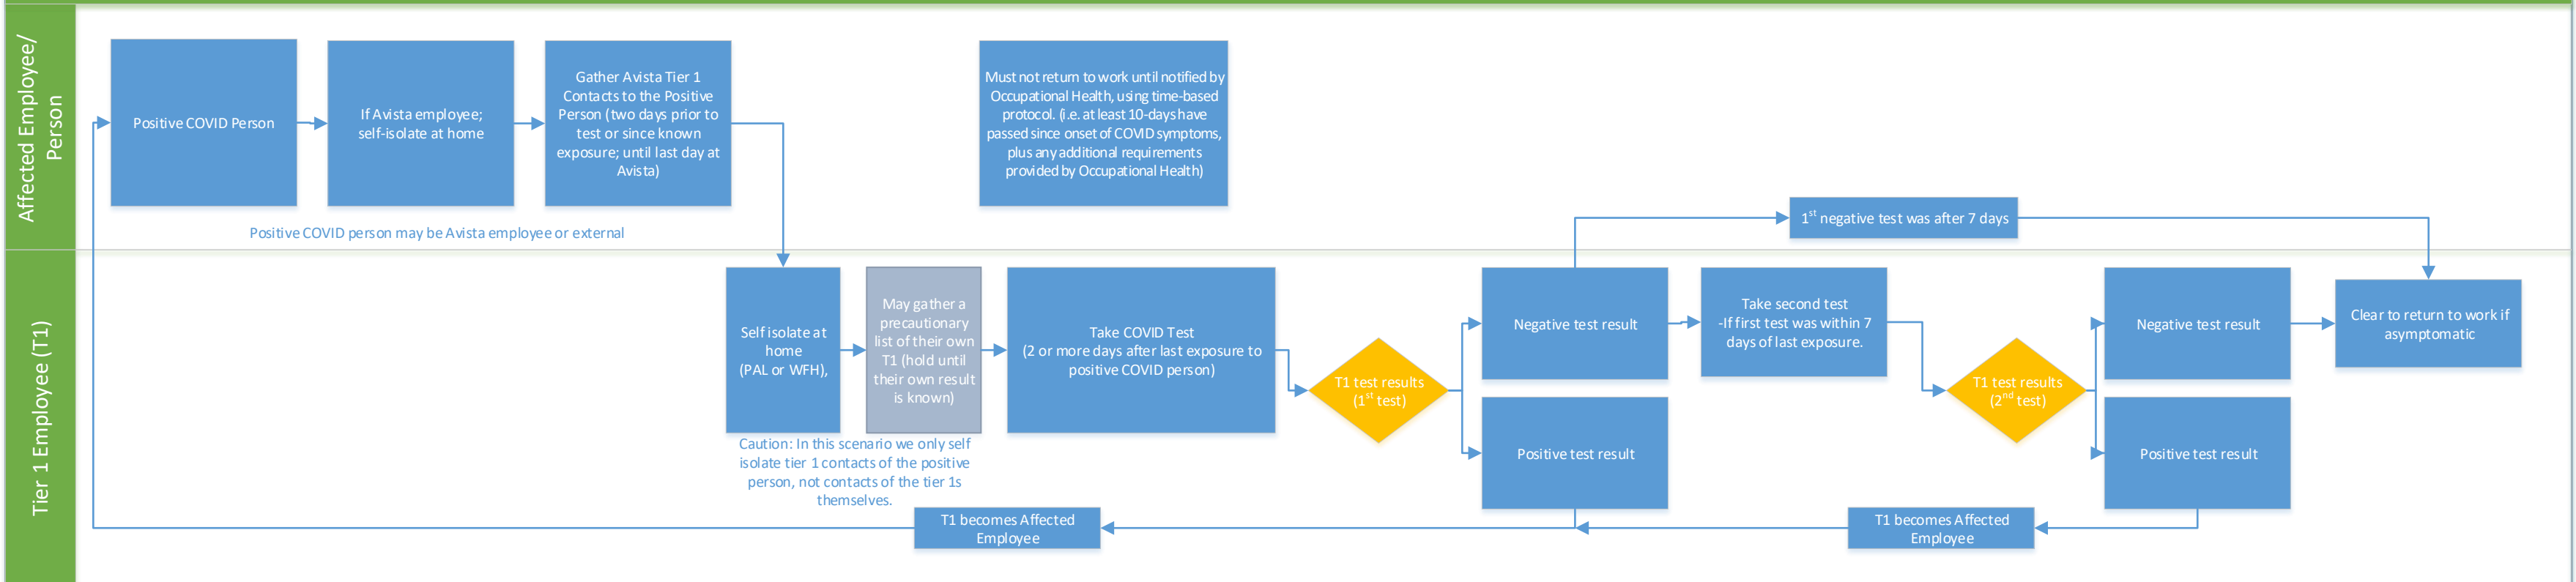 Affected Employee/
Person
Positive COVID Person
If Avista employee;
self-isolate at home
Gather Avista Tier 1
Contacts to the Positive
Person (two days prior to
test or since known
exposure; until last day at
Avista)
Must not return to work until notified by
Occupational Health, using time-based
protocol. (i.e. at least 10-days have
passed since onset of COVID symptoms,
plus any additional requirements
provided by Occupational Health)
Positive COVID person may be Avista employee or external
1st negative test was after 7 days
Tier 1 Employee (T1)
Self isolate at
home
(PAL or WFH),
May gather a
precautionary
list of their own
T1 (hold until
their own result
is known)
Take COVID Test
(2 or more days after last exposure to
positive COVID person)
T1 test results
(1st test)
Negative test result
Positive test result
Take second test
-If first test was within 7
days of last exposure.
T1 test results
(2nd test)
Negative test result
Positive test result
Clear to return to work if
asymptomatic
Caution: In this scenario we only self
isolate tier 1 contacts of the positive
person, not contacts of the tier 1s
themselves.
T1 becomes Affected
Employee
T1 becomes Affected
Employee